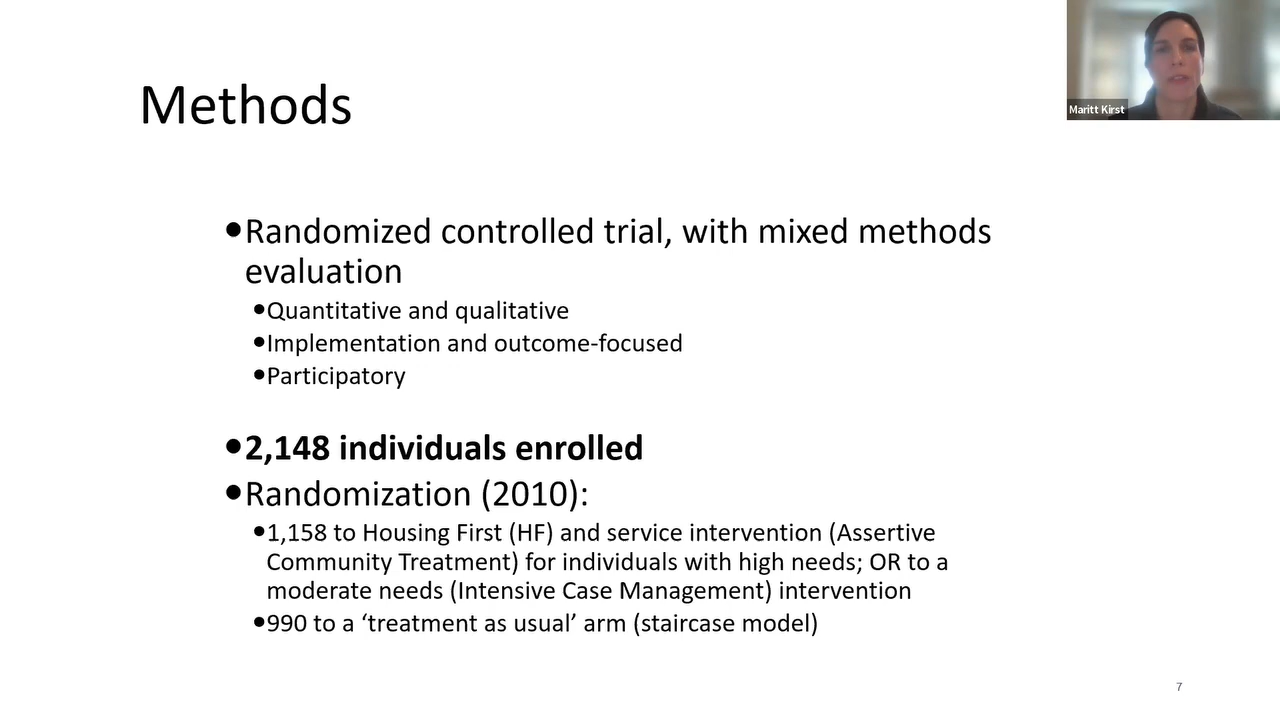 Maritt Kirst
Methods
•Randomized controlled trial, with mixed methods
evaluation
•Quantitative and qualitative
•Implementation and outcome-focused
•Participatory
•2,148 individuals enrolled
•Randomization (2010):
•1,158 to Housing First (HF) and service intervention (Assertive
Community Treatment) for individuals with high needs; OR to a
moderate needs (Intensive Case Management) intervention
•990 to a ‘treatment as usual’ arm (staircase model)
7